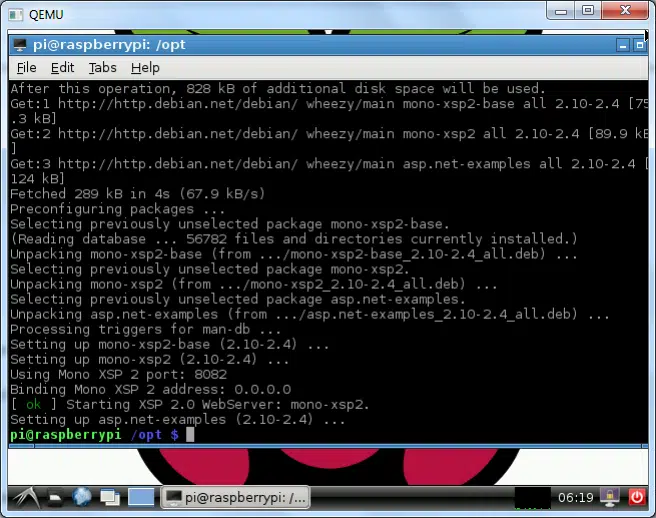 QEMU
pi@raspberrypi: /opt
File Edit Tabs Help
After this operation, 828 kB of additional disk space will be used.
Get:1 http://http.debian.net/debian/ wheezy/main mono-xsp2-base all 2.10-2.4 [75
.3 kB]
Get:2 http://http.debian.net/debian/ wheezy/main mono-xsp2 all 2.10-2.4 [89.9 kB
]
Get:3 http://http.debian.net/debian/ wheezy/main asp.net-examples all 2.10-2.4 [
124 kB]
Fetched 289 kB in 4s (67.9 kB/s)
Preconfiguring packages ...
Selecting previously unselected package mono-xsp2-base.
(Reading database ... 56782 files and directories currently installed.)
Unpacking mono-xsp2-base (from .../mono-xsp2-base_2.10-2.4_all.deb) ...
Selecting previously unselected package mono-xsp2.
Unpacking mono-xsp2 (from .../mono-xsp2_2.10-2.4_all.deb) ...
Selecting previously unselected package asp.net-examples.
Unpacking asp.net-examples (from .../asp.net-examples_2.10-2.4_all.deb) ...
Processing triggers for man-db ...
Setting up mono-xsp2-base (2.10-2.4) ...
Setting up mono-xsp2 (2.10-2.4) ...
Using Mono XSP 2 port: 8082
Binding Mono XSP 2 address: 0.0.0.0
[ ok ] Starting XSP 2.0 WebServer: mono-xsp2.
Setting up asp.net-examples (2.10-2.4) ...
pi@raspberrypi /opt $
pi@raspberrypi: /... 06:19